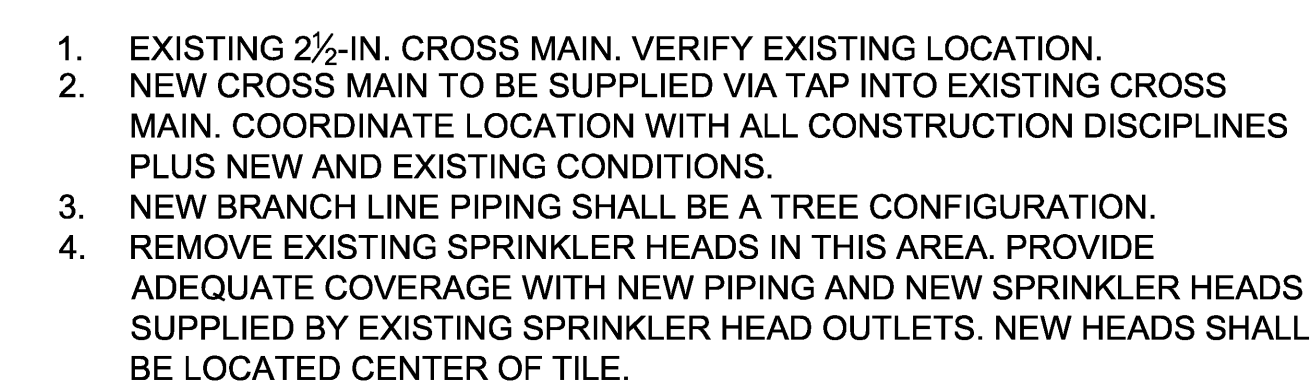 1. EXISTING 2½-IN. CROSS MAIN. VERIFY EXISTING LOCATION.
2. NEW CROSS MAIN TO BE SUPPLIED VIA TAP INTO EXISTING CROSS
MAIN. COORDINATE LOCATION WITH ALL CONSTRUCTION DISCIPLINES
PLUS NEW AND EXISTING CONDITIONS.
3. NEW BRANCH LINE PIPING SHALL BE A TREE CONFIGURATION.
4. REMOVE EXISTING SPRINKLER HEADS IN THIS AREA. PROVIDE
ADEQUATE COVERAGE WITH NEW PIPING AND NEW SPRINKLER HEADS
SUPPLIED BY EXISTING SPRINKLER HEAD OUTLETS. NEW HEADS SHALL
BE LOCATED CENTER OF TILE.